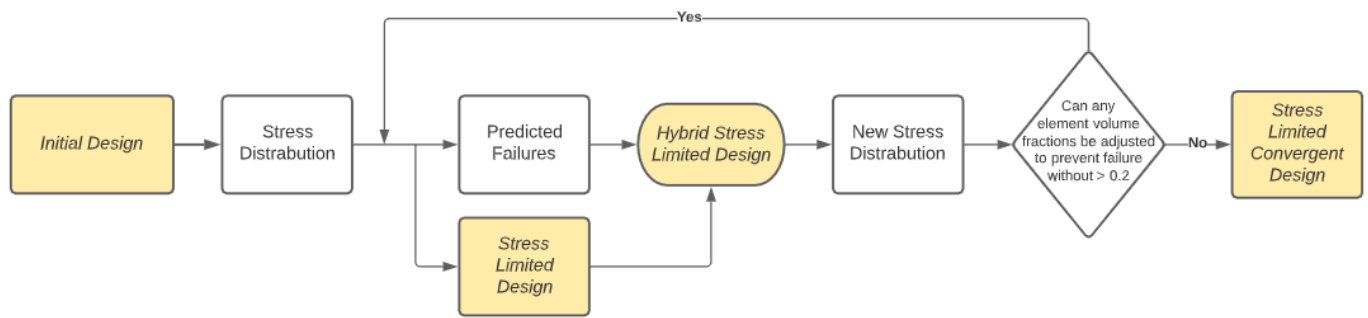 Yes
Initial Design
Stress
Distrabution
Predicted
Failures
Stress
Limited
Design
Hybrid Stress
Limited Design
New Stress
Distrabution
Can any
element volume
fractions be adjusted
to prevent failure
without > 0.2
No
Stress
Limited
Convergent
Design